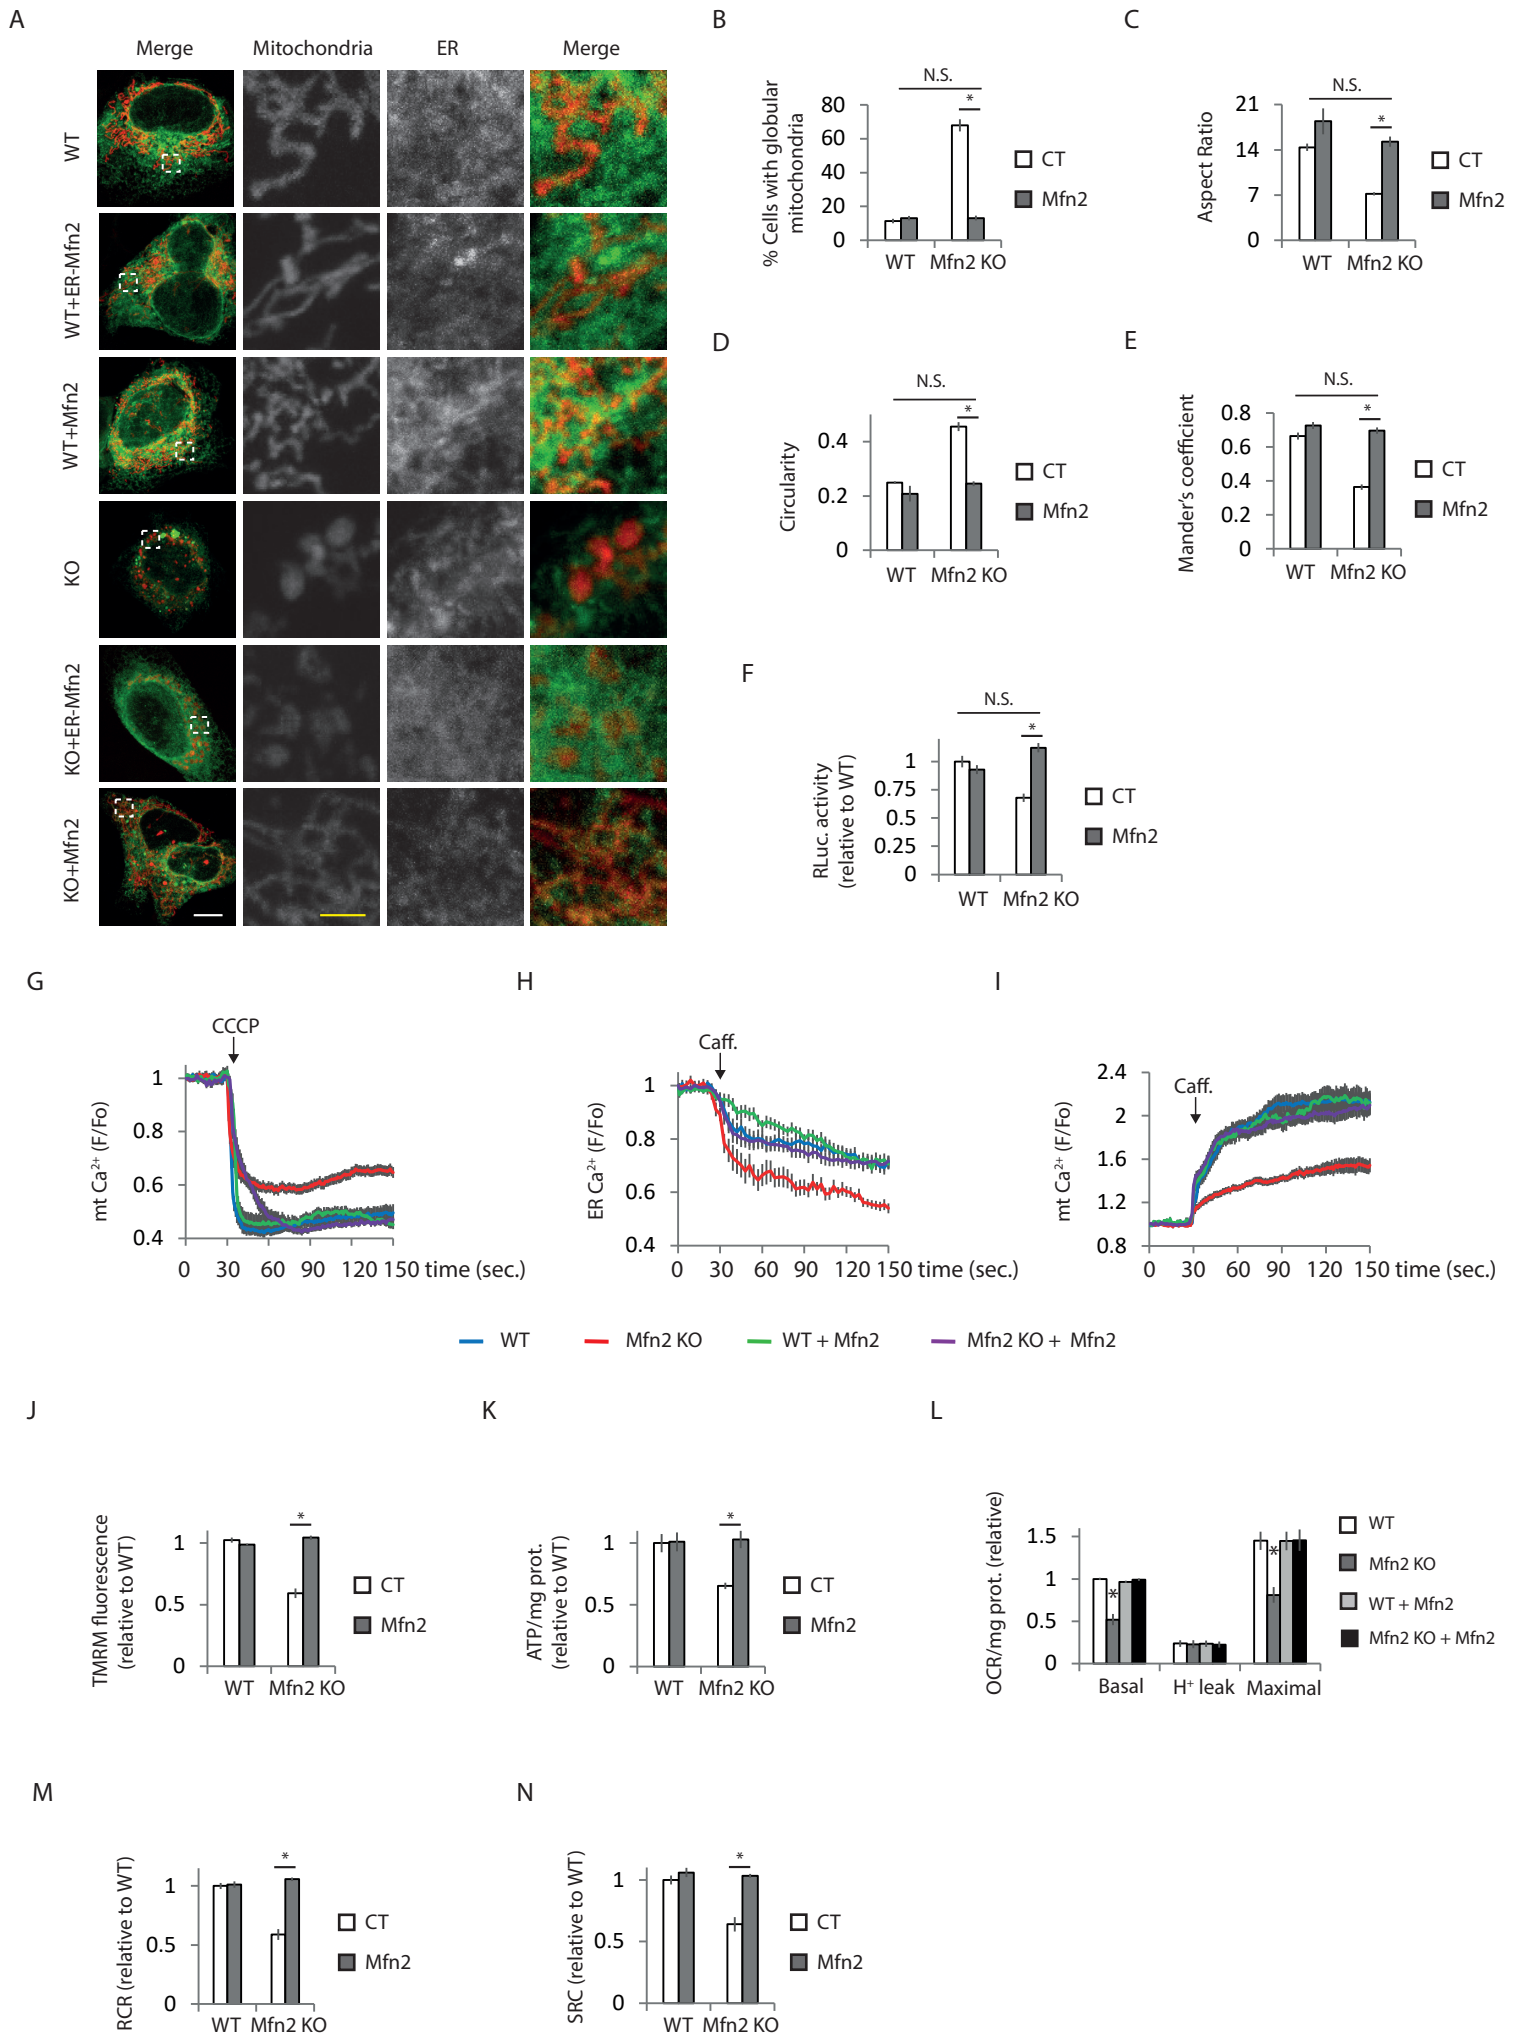 A
Merge
Mitochondria
ER
Merge
WT
WT+ER-Mfn2
WT+Mfn2
KO
KO+ER-Mfn2
KO+Mfn2
B
% Cells with globular
mitochondria
80
60
40
20
0
N.S.
*
WT
Mfn2 KO
CT
Mfn2
C
Aspect Ratio
21
14
7
0
N.S.
*
WT
Mfn2 KO
CT
Mfn2
D
Circularity
0.4
0.2
0
N.S.
*
WT
Mfn2 KO
CT
Mfn2
E
Mander's coefficient
0.8
0.6
0.4
0.2
0
N.S.
*
WT
Mfn2 KO
CT
Mfn2
F
RLuc. activity
(relative to WT)
1
0.75
0.5
0.25
0
N.S.
*
WT
Mfn2 KO
CT
Mfn2
G
CCCP
mt Ca²⁺ (F/Fo)
1
0.8
0.6
0.4
0 30 60 90 120 150 time (sec.)
H
Caff.
ER Ca²⁺ (F/Fo)
1
0.8
0.6
0.4
0 30 60 90 120 150 time (sec.)
I
Caff.
mt Ca²⁺ (F/Fo)
2.4
2
1.6
1.2
0.8
0 30 60 90 120 150 time (sec.)
WT
Mfn2 KO
WT + Mfn2
Mfn2 KO + Mfn2
J
TMRM fluorescence
(relative to WT)
1
0.5
0
*
WT
Mfn2 KO
CT
Mfn2
K
ATP/mg prot.
(relative to WT)
1
0.5
0
*
WT
Mfn2 KO
CT
Mfn2
L
OCR/mg prot. (relative)
1.5
1
0.5
0
*
*
Basal
H⁺ leak
Maximal
WT
Mfn2 KO
WT + Mfn2
Mfn2 KO + Mfn2
M
RCR (relative to WT)
1
0.5
0
*
WT
Mfn2 KO
CT
Mfn2
N
SRC (relative to WT)
1
0.5
0
*
WT
Mfn2 KO
CT
Mfn2